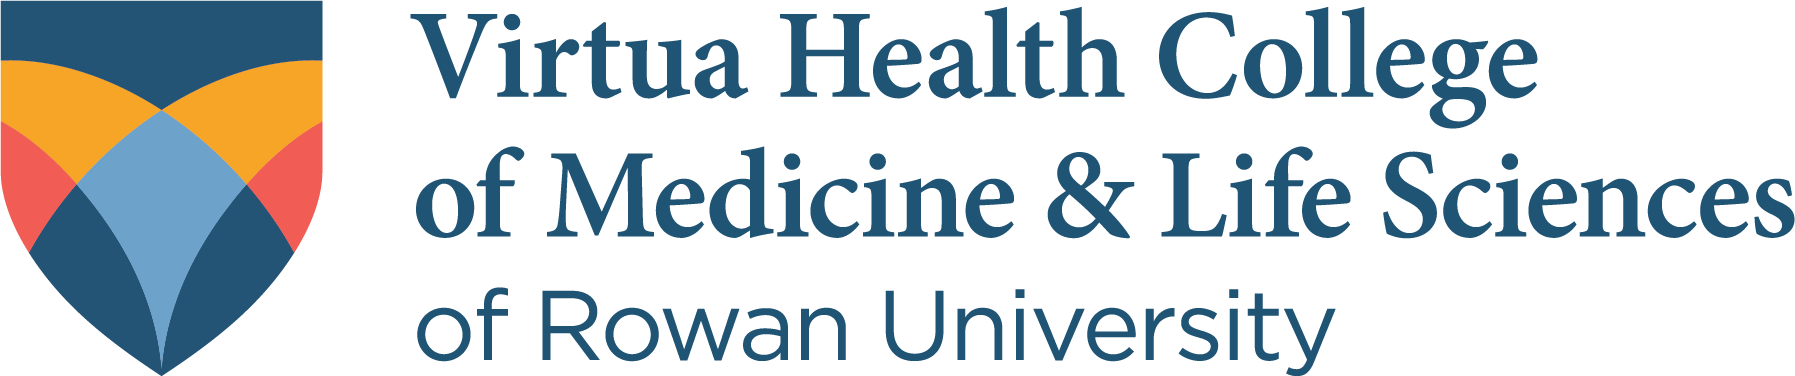 Virtua Health College
of Medicine & Life Sciences
of Rowan University